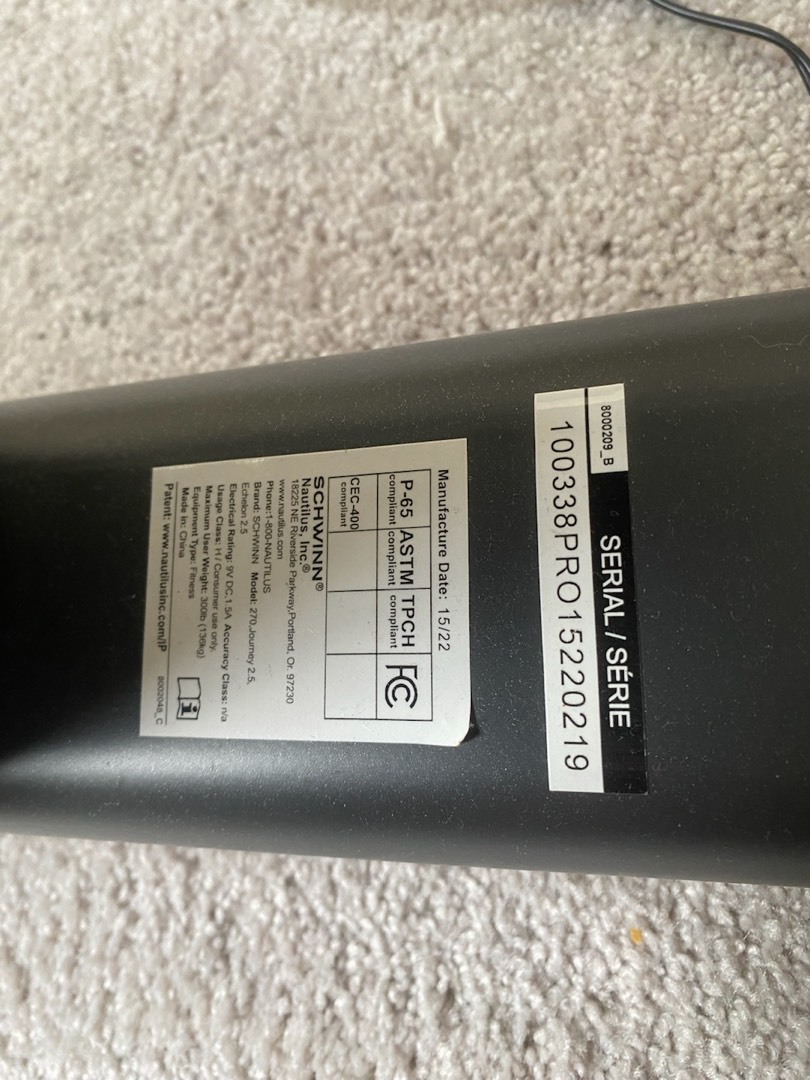 8000209_B
SERIAL / SÉRIE
100338PRO15220219
Manufacture Date: 15/22
P-65 compliant
ASTM compliant
TPCH compliant
FC
CEC-400 compliant
SCHWINN®
Nautilus, Inc.®
18225 NE Riverside Parkway,Portland, Or. 97230
www.nautilus.com
Phone:1-800-NAUTILUS
Brand: SCHWINN Model: 270,Journey 2.5,
Echelon 2.5
Electrical Rating: 9V DC,1.5A Accuracy Class: n/a
Usage Class: H / Consumer use only.
Maximum User Weight: 300lb (136kg)
Equipment Type: Fitness
Made in: China
Patent: www.nautilusinc.com/IP
8002048_C